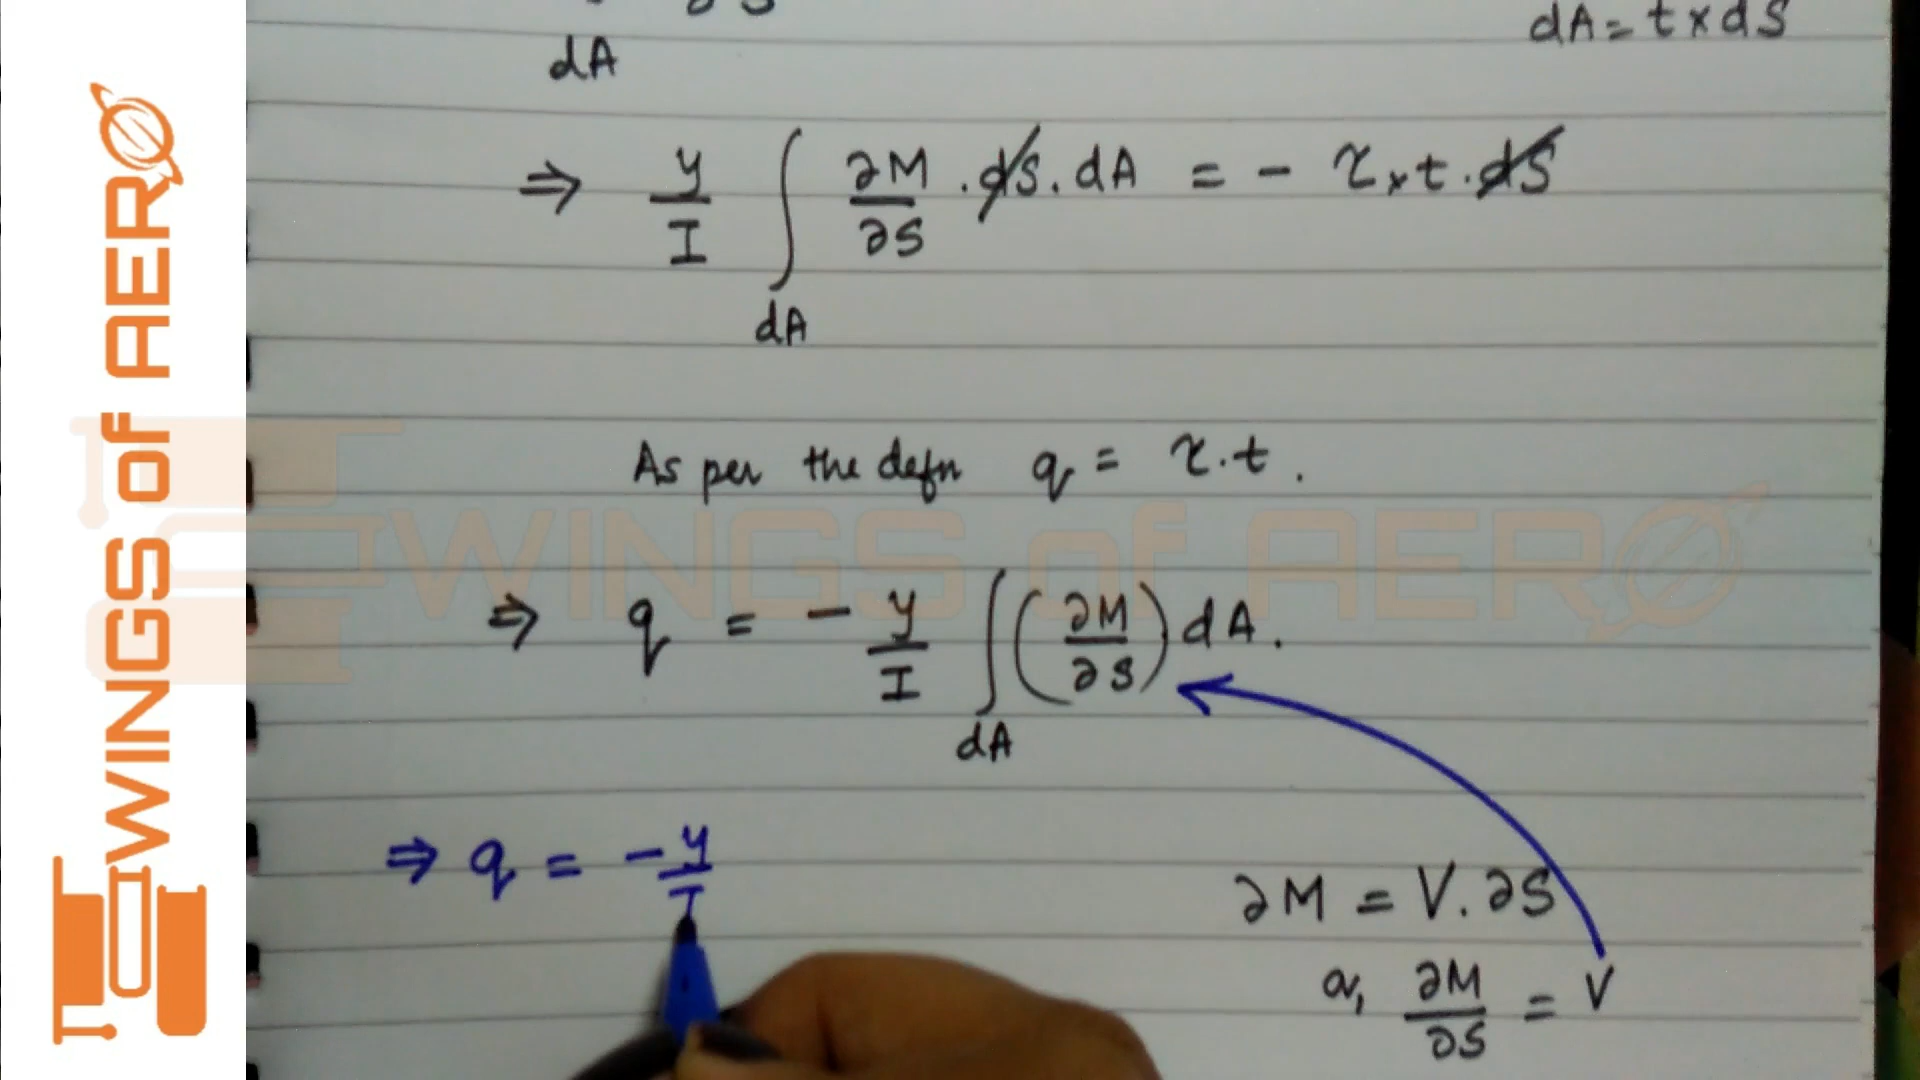 WINGS of AERO
dA = t × ds
dA
⇒ y/I ∫dA ∂M/∂S . dS . dA = - τ × t . dS
As per the defn q = τ.t.
WINGS of AERO
⇒ q = - y/I ∫dA (∂M/∂S) dA.
⇒ q = - y/I
∂M = V. ∂S
or, ∂M/∂S = V